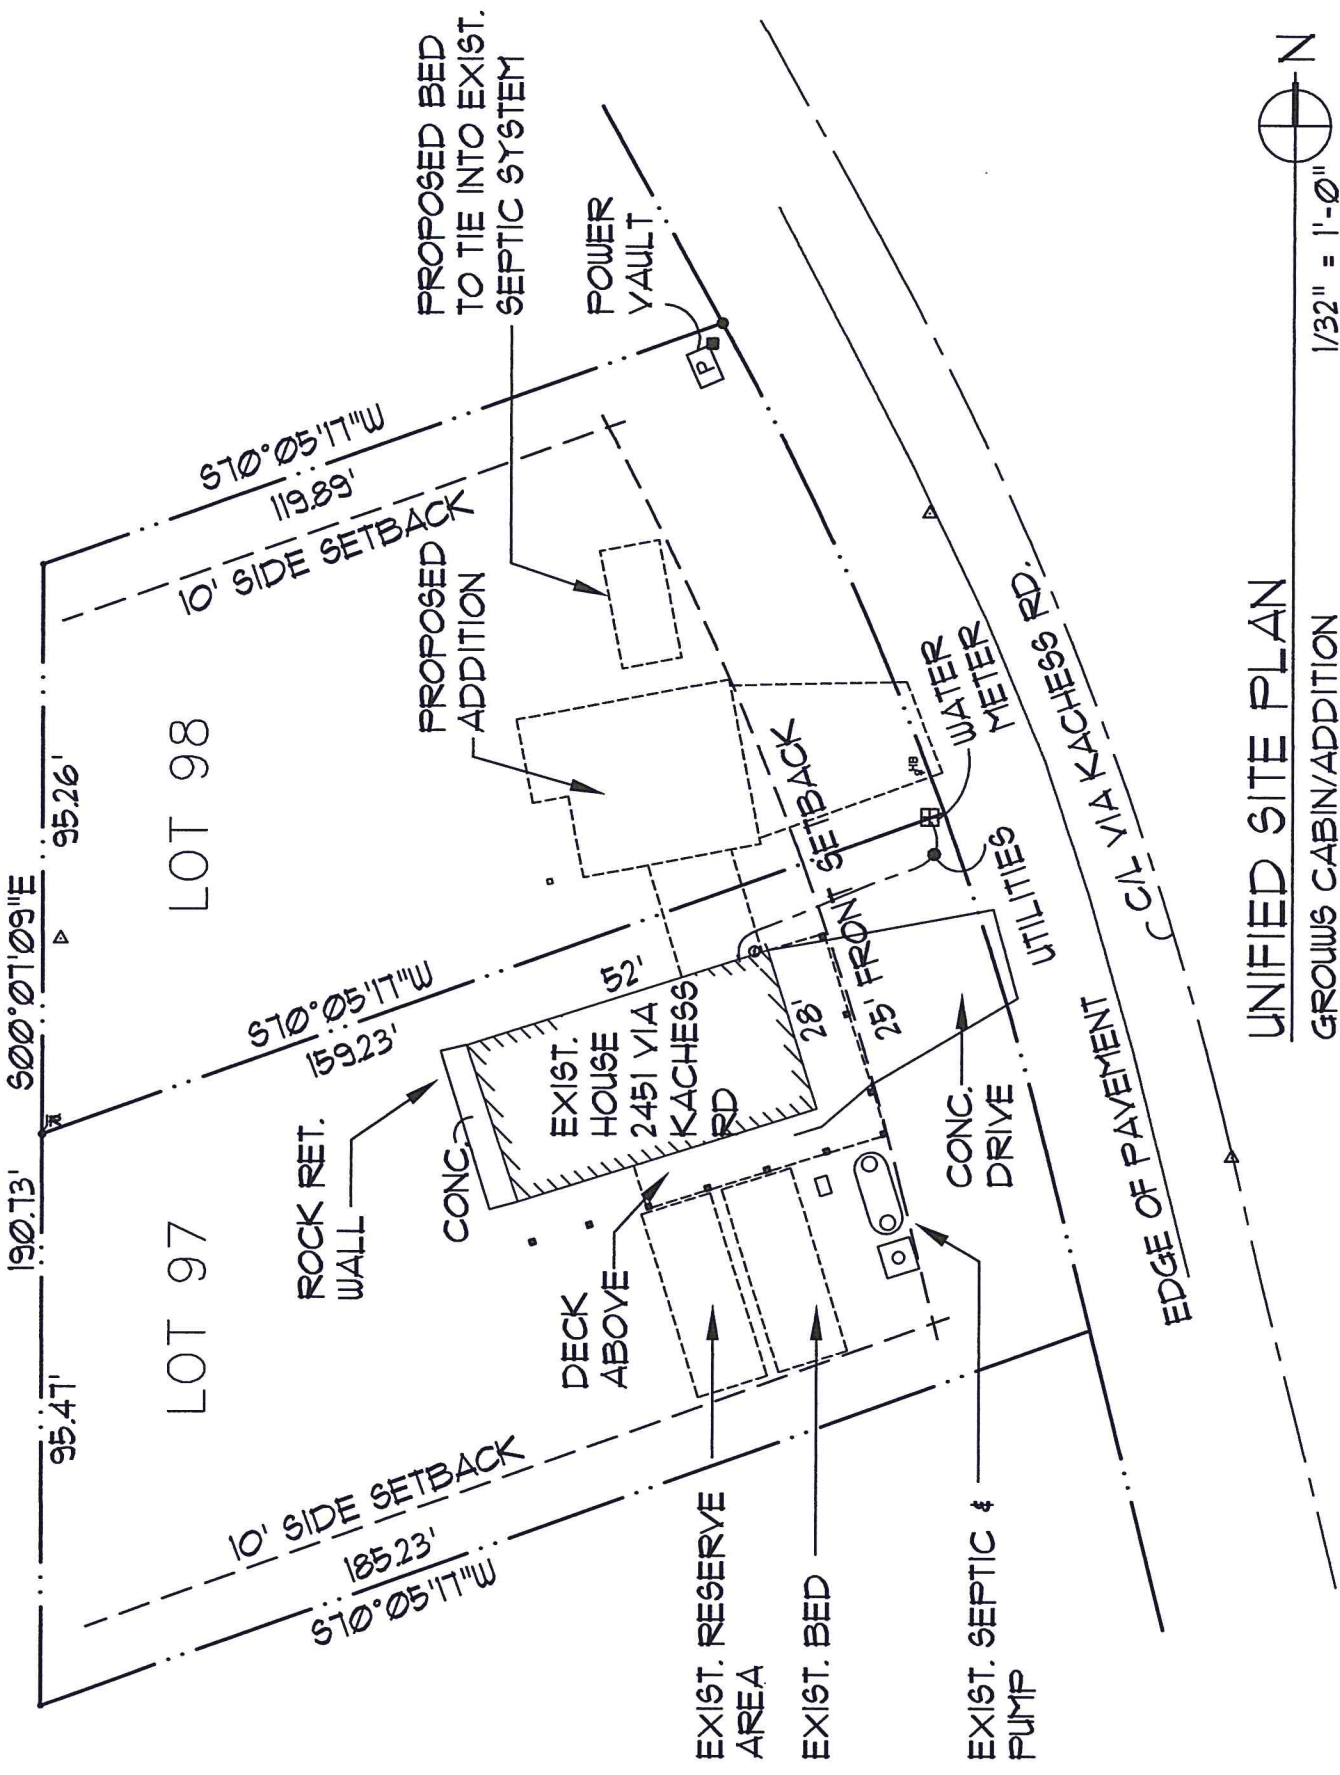 190.73' S00°07'09"E
95.47'
95.26'
LOT 97
LOT 98
10' SIDE SETBACK
185.23'
S70°05'17"W
S70°05'17"W
159.23'
S70°05'17"W
119.89'
10' SIDE SETBACK
ROCK RET.
WALL
CONC.
52'
EXIST.
HOUSE
2451 VIA
KACHESS
RD
28'
DECK
ABOVE
PROPOSED
ADDITION
PROPOSED BED
TO TIE INTO EXIST.
SEPTIC SYSTEM
POWER
VAULT
P
25' FRONT SETBACK
HB
WATER
METER
UTILITIES
CONC.
DRIVE
EXIST. RESERVE
AREA
EXIST. BED
EXIST. SEPTIC &
PUMP
EDGE OF PAVEMENT
C/L VIA KACHESS RD.
UNIFIED SITE PLAN
GROUWS CABIN/ADDITION
1/32" = 1'-0"
N